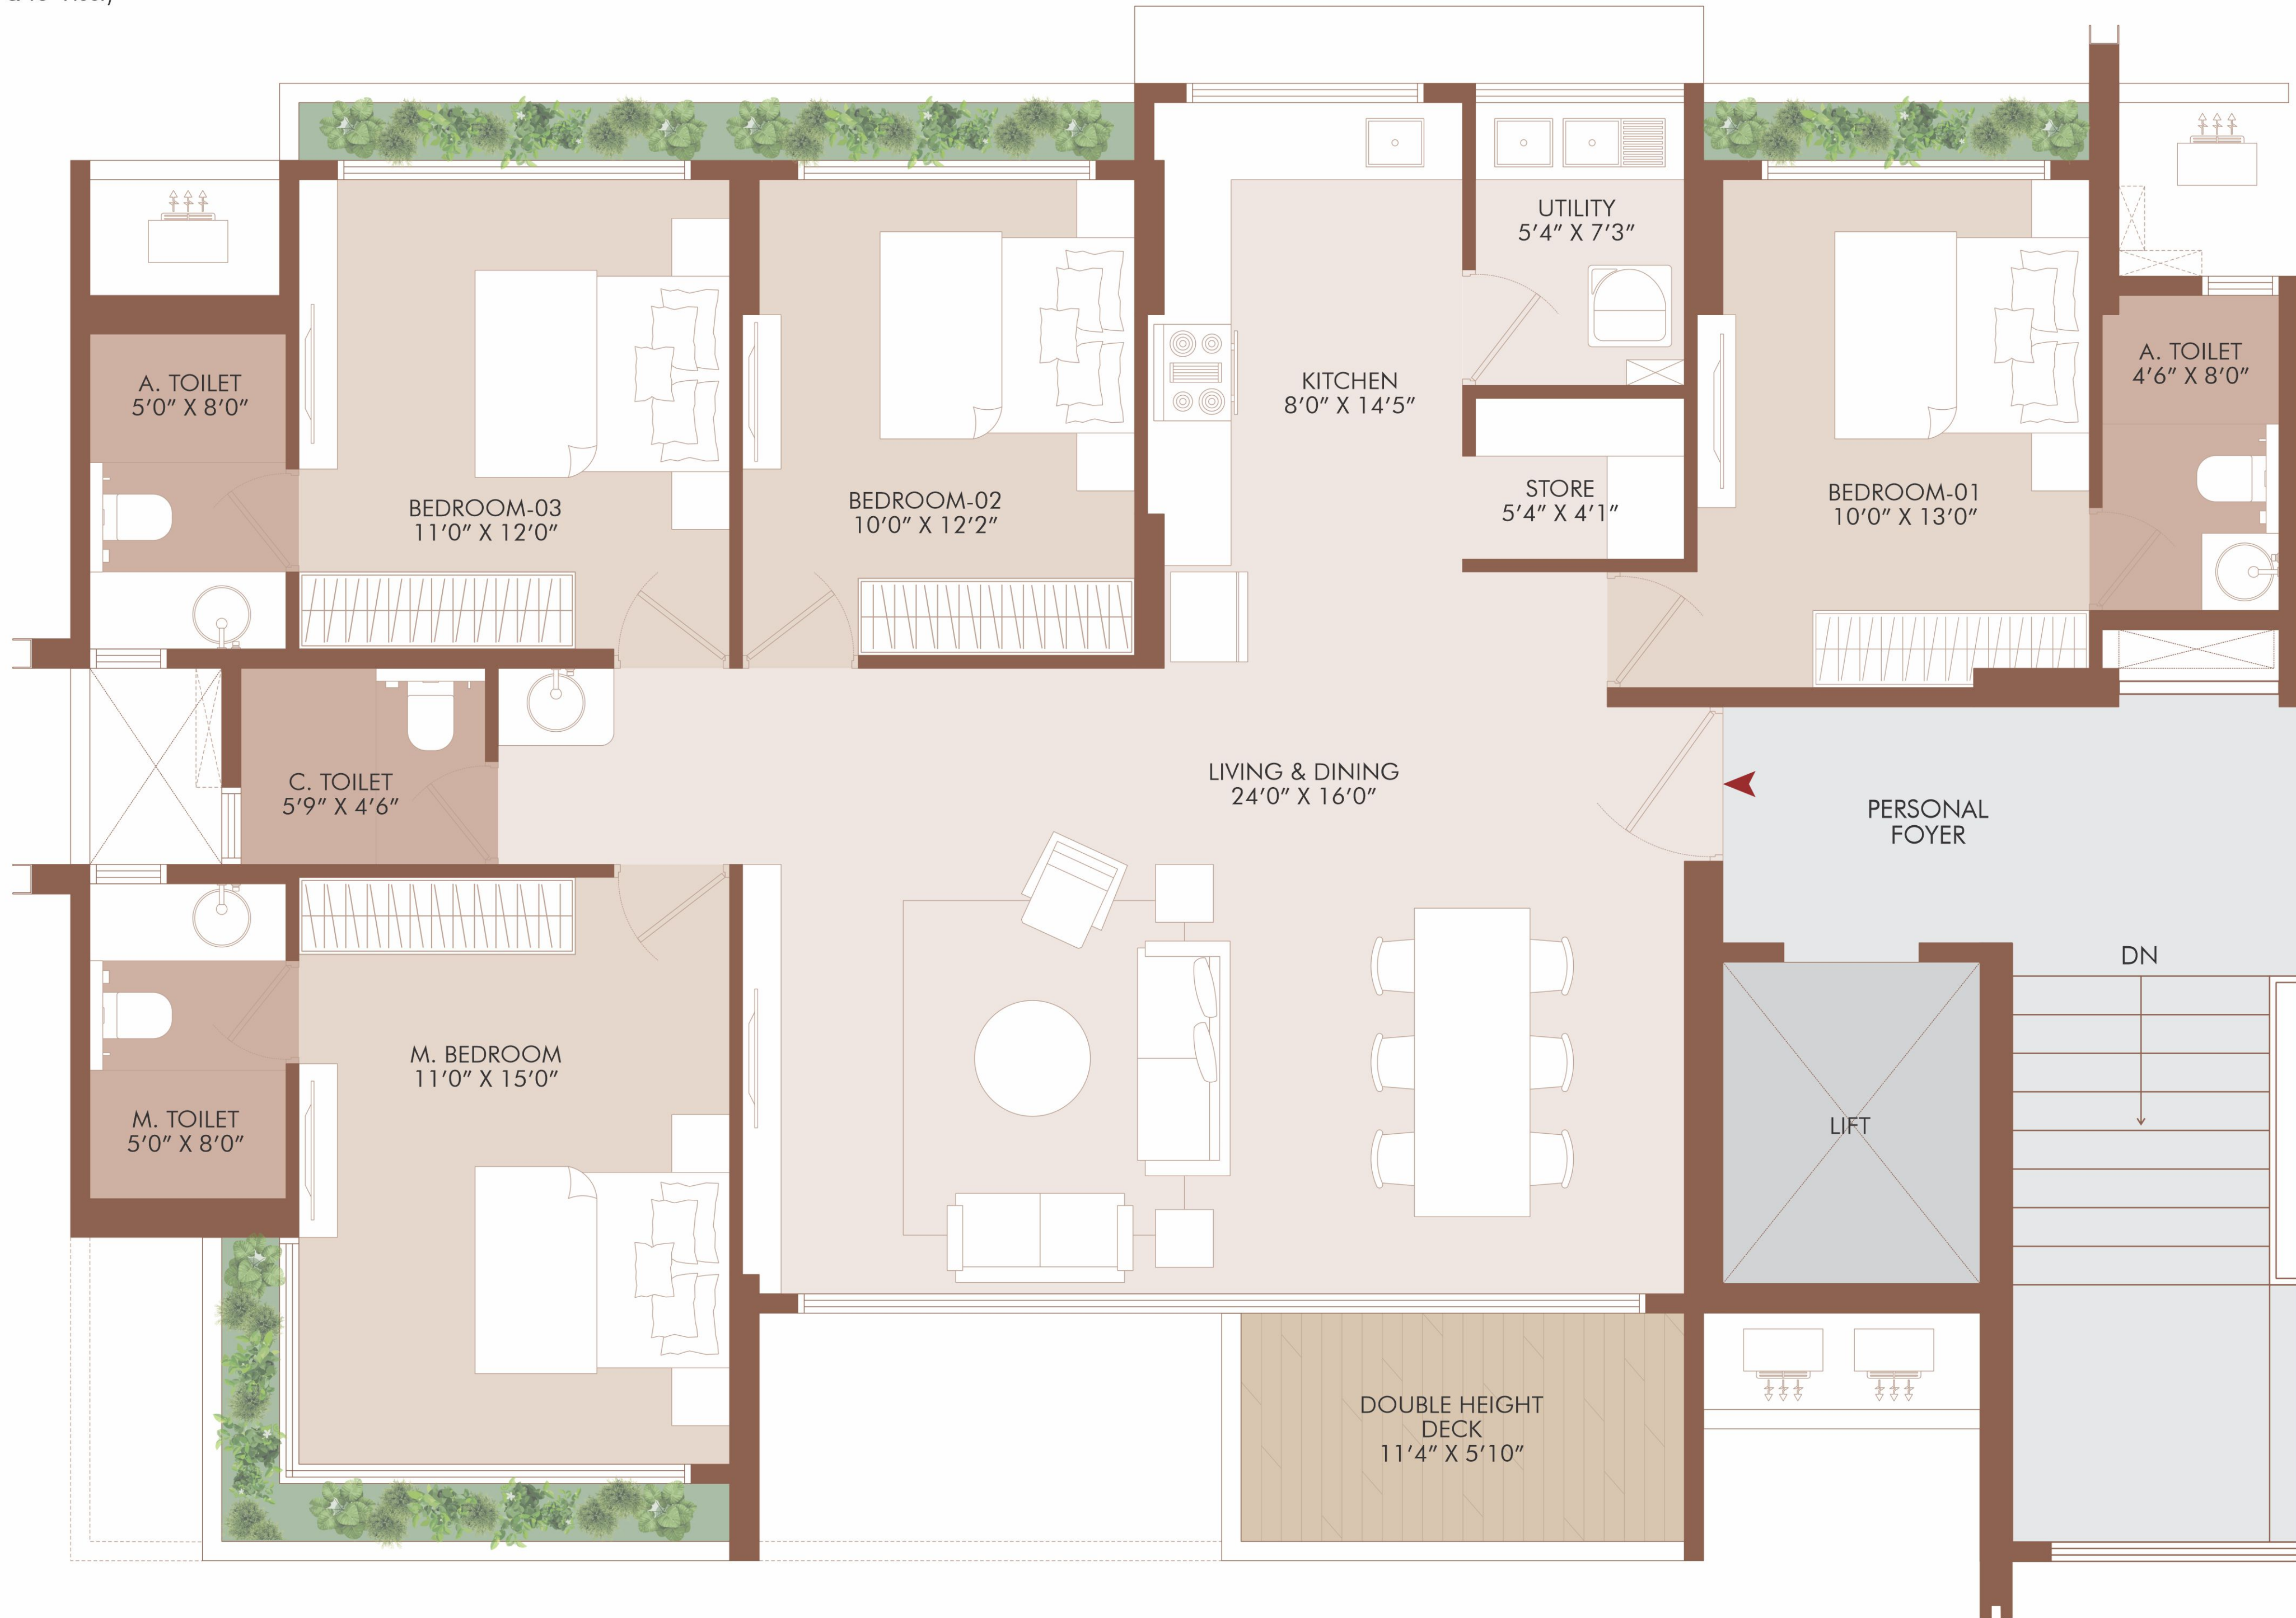 UTILITY
5'4" X 7'3"
A. TOILET
4'6" X 8'0"
A. TOILET
5'0" X 8'0"
KITCHEN
8'0" X 14'5"
BEDROOM-03
11'0" X 12'0"
BEDROOM-02
10'0" X 12'2"
STORE
5'4" X 4'1"
BEDROOM-01
10'0" X 13'0"
C. TOILET
5'9" X 4'6"
LIVING & DINING
24'0" X 16'0"
PERSONAL
FOYER
DN
M. BEDROOM
11'0" X 15'0"
M. TOILET
5'0" X 8'0"
LIFT
DOUBLE HEIGHT
DECK
11'4" X 5'10"